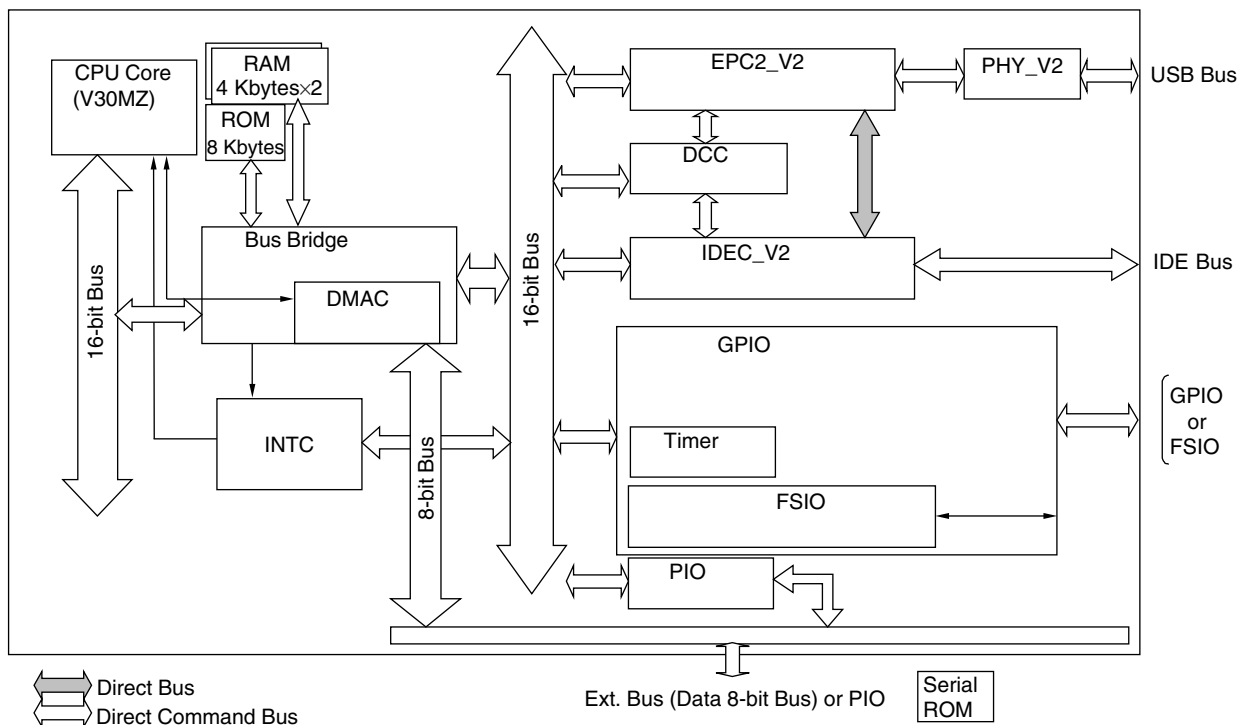 CPU Core
(V30MZ)
RAM
4 Kbytes×2
ROM
8 Kbytes
EPC2_V2
PHY_V2
USB Bus
DCC
Bus Bridge
IDEC_V2
IDE Bus
DMAC
16-bit Bus
16-bit Bus
GPIO
GPIO
or
FSIO
INTC
Timer
8-bit Bus
FSIO
PIO
Direct Bus
Direct Command Bus
Ext. Bus (Data 8-bit Bus) or PIO
Serial
ROM